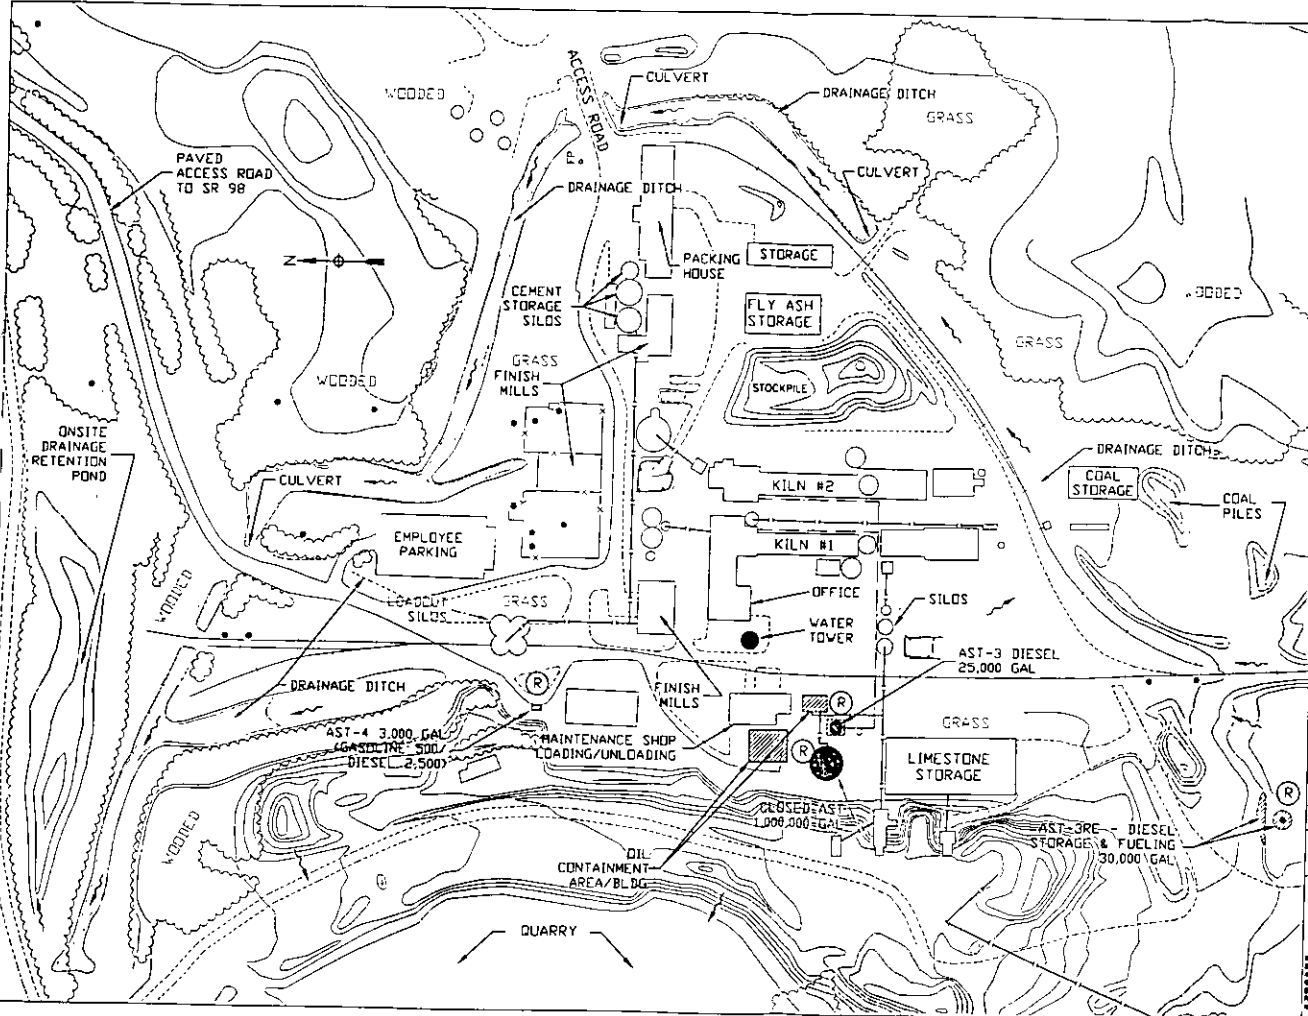 ACCESS ROAD
CULVERT
WOODED
DRAINAGE DITCH
GRASS
PAVED
ACCESS ROAD
TO SR 98
P
DRAINAGE DITCH
CULVERT
N
PACKING
HOUSE
STORAGE
CEMENT
STORAGE
SILOS
FLY ASH
STORAGE
WOODED
GRASS
GRASS
FINISH
MILLS
WOODED
STOCKPILE
ONSITE
DRAINAGE
RETENTION
POND
CULVERT
DRAINAGE DITCH
COAL
STORAGE
COAL
PILES
KILN #2
EMPLOYEE
PARKING
KILN #1
WOODED
LOADOUT
SILOS
GRASS
OFFICE
SILOS
WATER
TOWER
AST-3 DIESEL
25,000 GAL
DRAINAGE DITCH
R
FINISH
MILLS
R
GRASS
AST-4 3,000 GAL
(GASOLINE 500/
DIESEL 2,500)
MAINTENANCE SHOP
LOADING/UNLOADING
R
LIMESTONE
STORAGE
R
WOODED
CLOSED AST
1,000,000 GAL
AST-3RE - DIESEL
STORAGE & FUELING
30,000 GAL
OIL
CONTAINMENT
AREA/BLDG
QUARRY